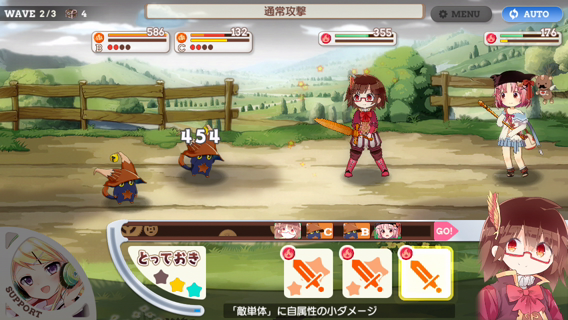 WAVE 2/3 4
通常攻撃
MENU
AUTO
586
B
132
C
355
176
454
C
B
GO!
とっておき
SUPPORT
「敵単体」に自属性の小ダメージ